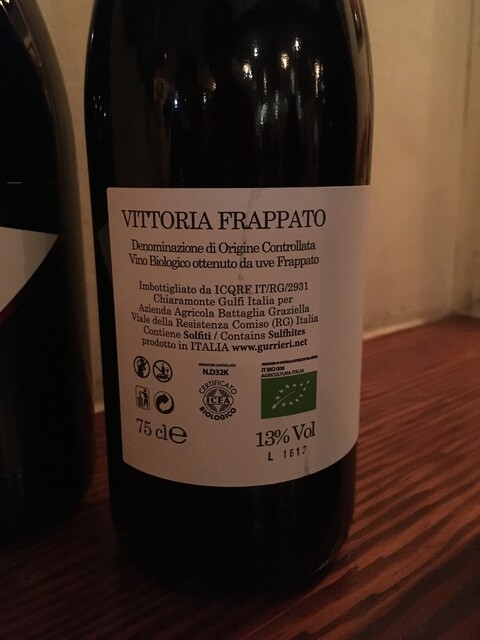 VITTORIA FRAPPATO
Denominazione di Origine Controllata
Vino Biologico ottenuto da uve Frappato
Imbottigliato da ICQRF IT/RG/2931
Chiaramonte Gulfi Italia per
Azienda Agricola Battaglia Graziella
Viale della Resistenza Comiso (RG) Italia
Contiene Solfiti / Contains Sulfhites
prodotto in ITALIA www.gurrieri.net
N.D32K
CERTIFICATO
ICEA
BIOLOGICO
IT BIO 006
AGRICOLTURA ITALIA
75 cl e
13% Vol
L 1612